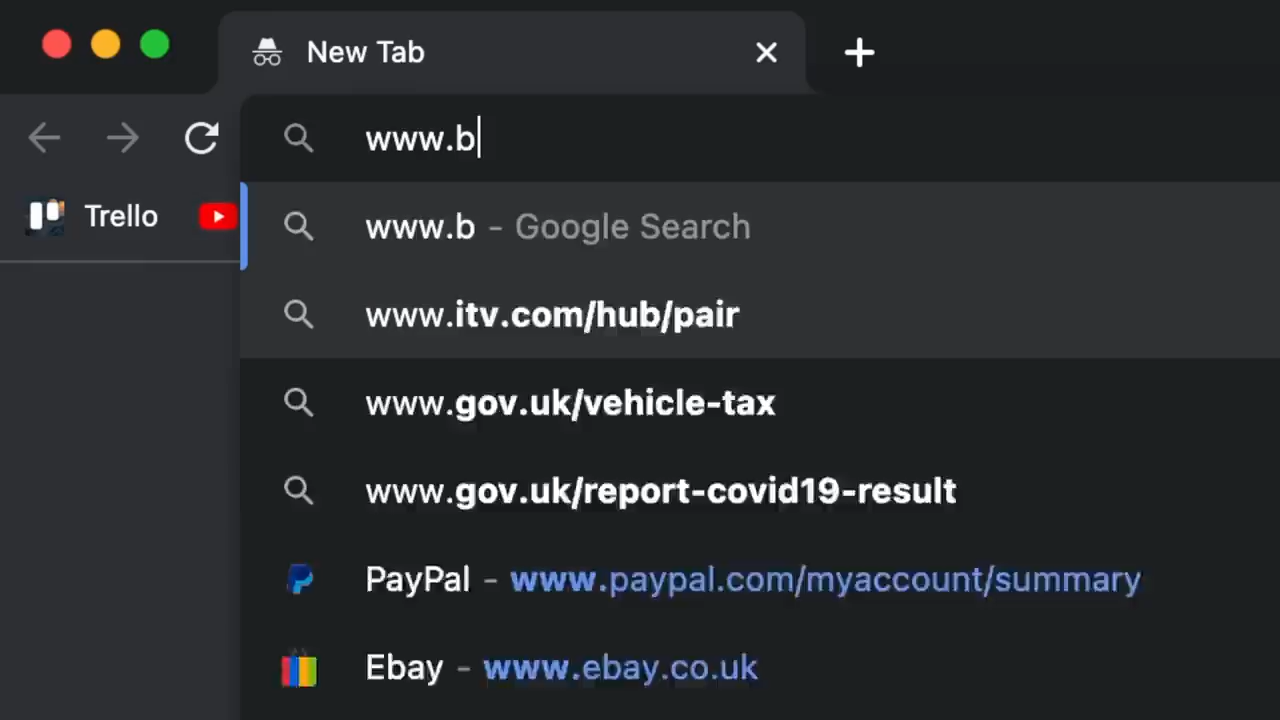 New Tab
www.b
Trello
www.b - Google Search
www.itv.com/hub/pair
www.gov.uk/vehicle-tax
www.gov.uk/report-covid19-result
PayPal - www.paypal.com/myaccount/summary
Ebay - www.ebay.co.uk